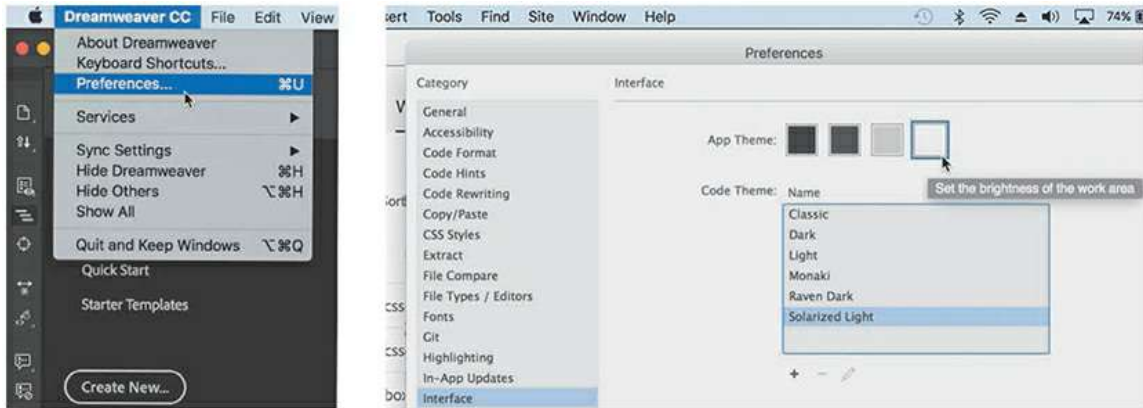 Dreamweaver CC File Edit View
About Dreamweaver
Keyboard Shortcuts...
Preferences... ⌘U
Services ▶
Sync Settings ▶
Hide Dreamweaver ⌘H
Hide Others ⌥⌘H
Show All
Quit and Keep Windows ⌥⌘Q
Quick Start
Starter Templates
Create New...
sert Tools Find Site Window Help 74%
Preferences
Category
Interface
General
Accessibility
Code Format
Code Hints
Code Rewriting
Copy/Paste
CSS Styles
Extract
File Compare
File Types / Editors
Fonts
Git
Highlighting
In-App Updates
Interface
App Theme:
Set the brightness of the work area
Code Theme: Name
Classic
Dark
Light
Monaki
Raven Dark
Solarized Light
+ −